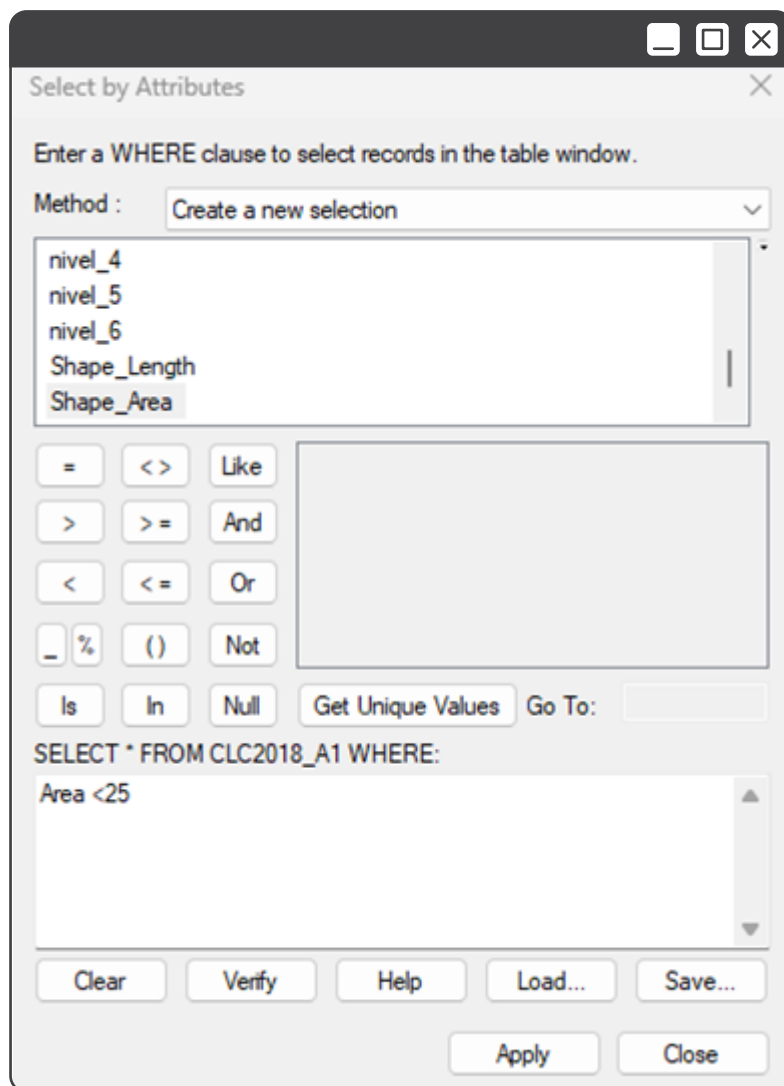 Select by Attributes
Enter a WHERE clause to select records in the table window.
Method : Create a new selection
nivel_4
nivel_5
nivel_6
Shape_Length
Shape_Area
= < > Like
> > = And
< < = Or
_ % ( ) Not
Is In Null Get Unique Values Go To:
SELECT * FROM CLC2018_A1 WHERE:
Area <25
Clear Verify Help Load... Save...
Apply Close